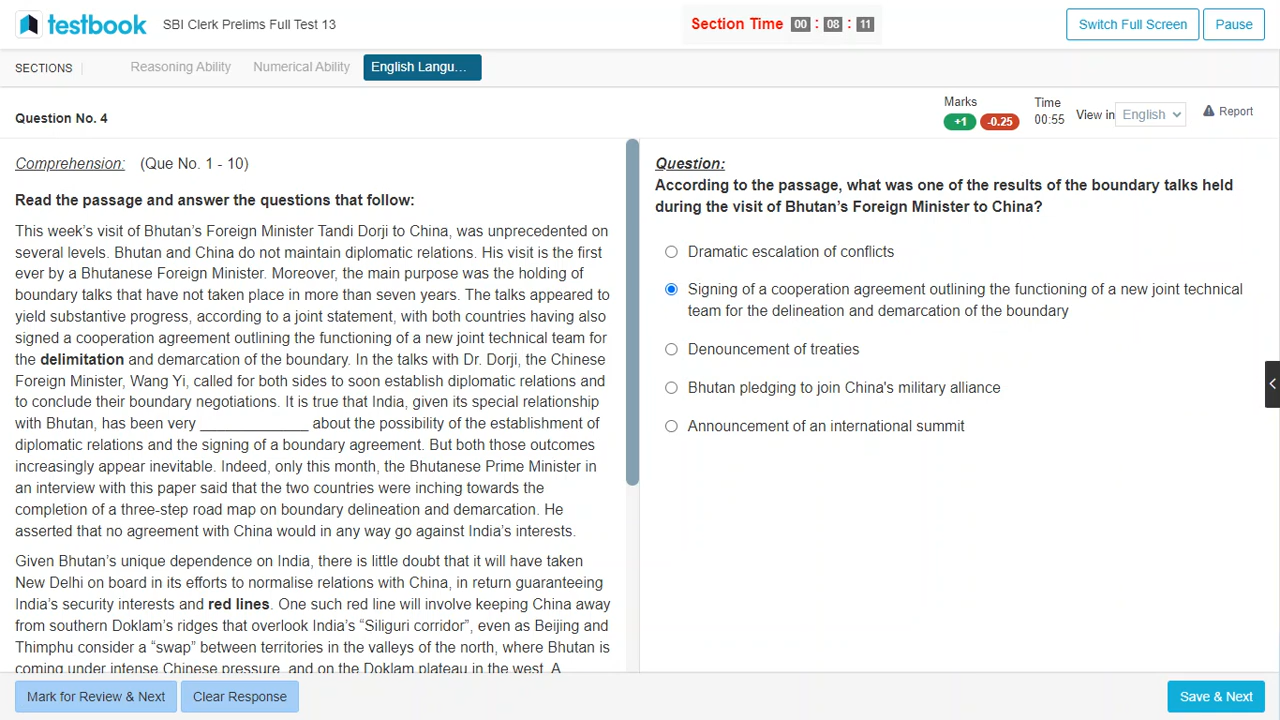 testbook SBI Clerk Prelims Full Test 13 Section Time 00 : 08 : 11 Switch Full Screen Pause
SECTIONS Reasoning Ability Numerical Ability English Langu...
Question No. 4 Marks +1 -0.25 Time 00:55 View in English Report
Comprehension: (Que No. 1 - 10)
Read the passage and answer the questions that follow:
This week's visit of Bhutan's Foreign Minister Tandi Dorji to China, was unprecedented on
several levels. Bhutan and China do not maintain diplomatic relations. His visit is the first
ever by a Bhutanese Foreign Minister. Moreover, the main purpose was the holding of
boundary talks that have not taken place in more than seven years. The talks appeared to
yield substantive progress, according to a joint statement, with both countries having also
signed a cooperation agreement outlining the functioning of a new joint technical team for
the delimitation and demarcation of the boundary. In the talks with Dr. Dorji, the Chinese
Foreign Minister, Wang Yi, called for both sides to soon establish diplomatic relations and
to conclude their boundary negotiations. It is true that India, given its special relationship
with Bhutan, has been very ______________ about the possibility of the establishment of
diplomatic relations and the signing of a boundary agreement. But both those outcomes
increasingly appear inevitable. Indeed, only this month, the Bhutanese Prime Minister in
an interview with this paper said that the two countries were inching towards the
completion of a three-step road map on boundary delineation and demarcation. He
asserted that no agreement with China would in any way go against India's interests.
Given Bhutan's unique dependence on India, there is little doubt that it will have taken
New Delhi on board in its efforts to normalise relations with China, in return guaranteeing
India's security interests and red lines. One such red line will involve keeping China away
from southern Doklam's ridges that overlook India's "Siliguri corridor", even as Beijing and
Thimphu consider a "swap" between territories in the valleys of the north, where Bhutan is
coming under intense Chinese pressure, and on the Doklam plateau in the west. A
Question:
According to the passage, what was one of the results of the boundary talks held
during the visit of Bhutan's Foreign Minister to China?
Dramatic escalation of conflicts
Signing of a cooperation agreement outlining the functioning of a new joint technical
team for the delineation and demarcation of the boundary
Denouncement of treaties
Bhutan pledging to join China's military alliance
Announcement of an international summit
Mark for Review & Next Clear Response Save & Next